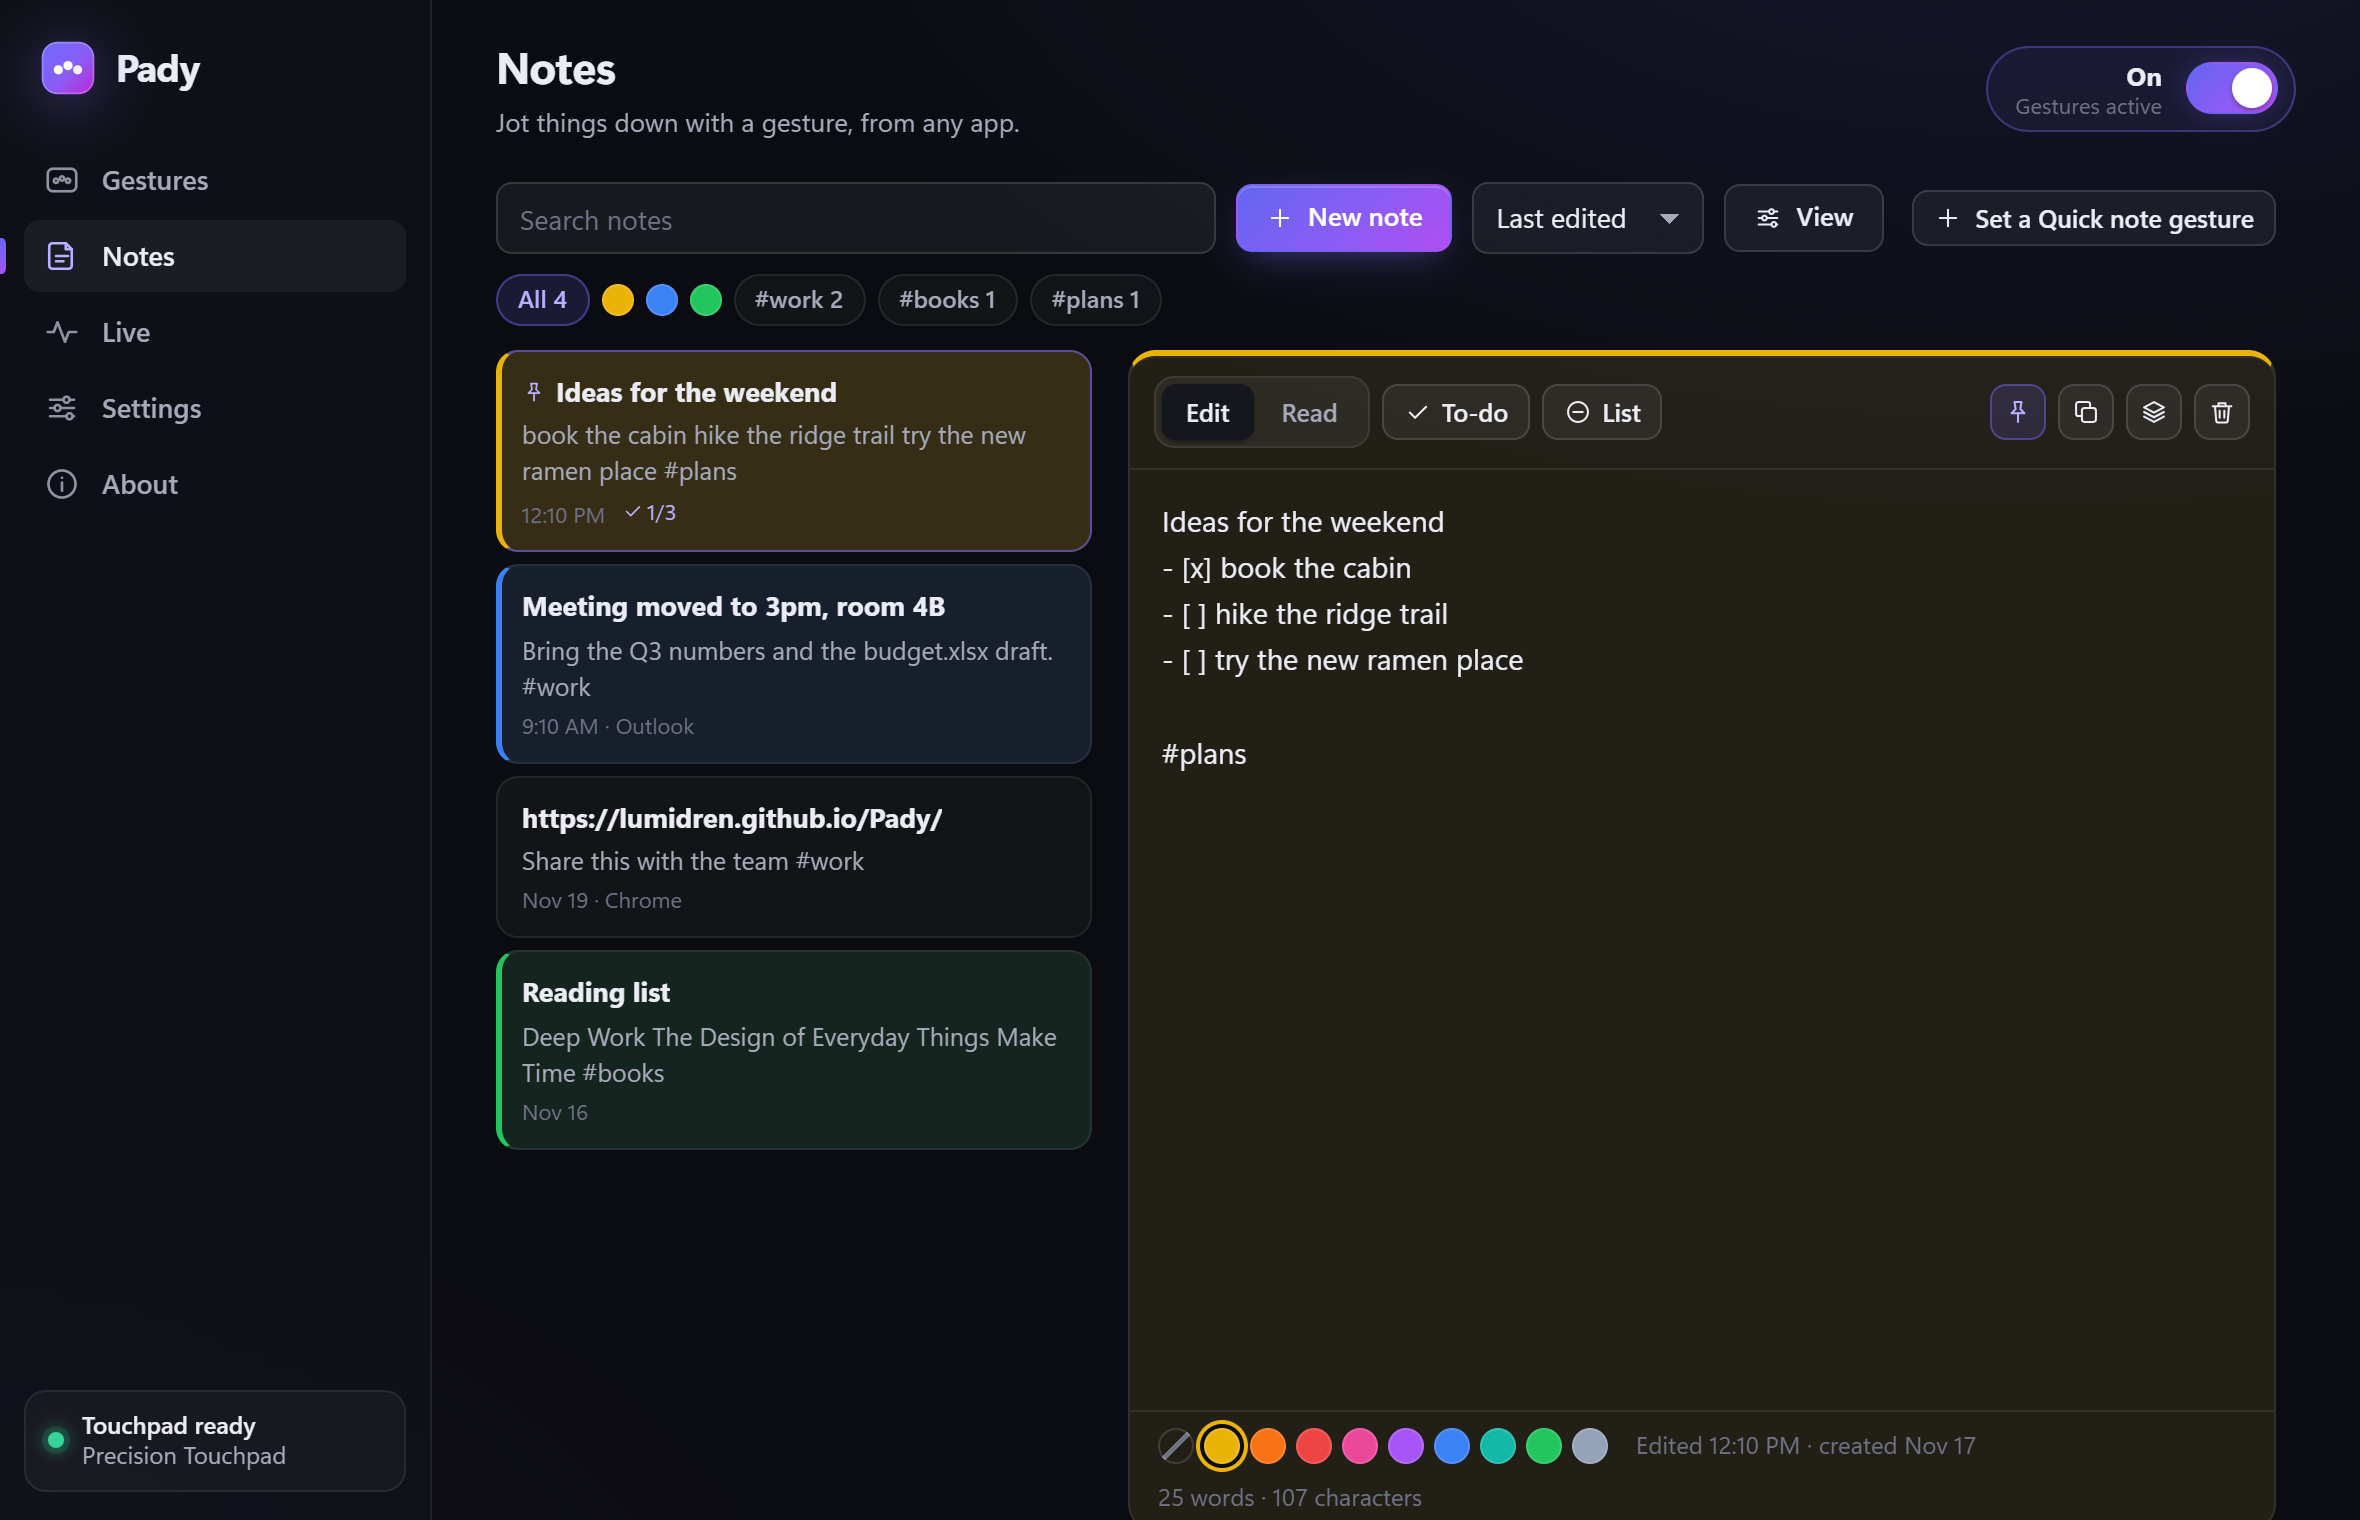 Pady
Gestures
Notes
Live
Settings
About
Touchpad ready
Precision Touchpad
Notes
Jot things down with a gesture, from any app.
On
Gestures active
Search notes
New note
Last edited
View
Set a Quick note gesture
All 4
#work 2
#books 1
#plans 1
Ideas for the weekend
book the cabin hike the ridge trail try the new
ramen place #plans
12:10 PM 1/3
Meeting moved to 3pm, room 4B
Bring the Q3 numbers and the budget.xlsx draft.
#work
9:10 AM · Outlook
https://lumidren.github.io/Pady/
Share this with the team #work
Nov 19 · Chrome
Reading list
Deep Work The Design of Everyday Things Make
Time #books
Nov 16
Edit
Read
To-do
List
Ideas for the weekend
- [x] book the cabin
- [ ] hike the ridge trail
- [ ] try the new ramen place
#plans
Edited 12:10 PM · created Nov 17
25 words · 107 characters